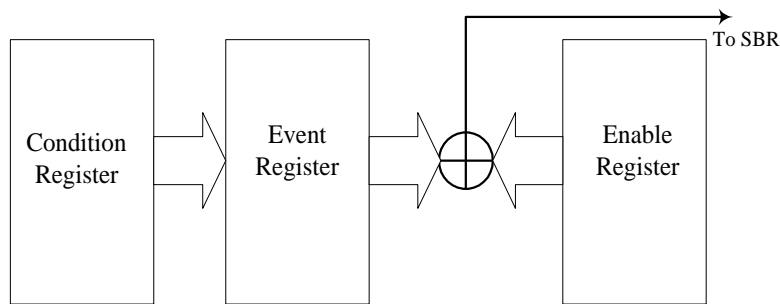 To SBR
Condition
Register
Event
Register
Enable
Register